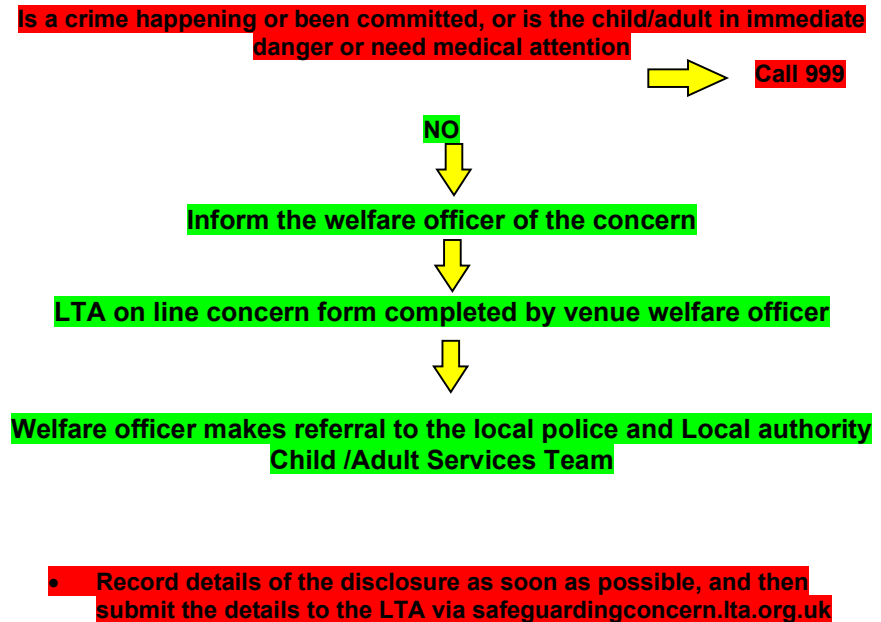 Is a crime happening or been committed, or is the child/adult in immediate
danger or need medical attention
Call 999
NO
Inform the welfare officer of the concern
LTA on line concern form completed by venue welfare officer
Welfare officer makes referral to the local police and Local authority
Child /Adult Services Team
• Record details of the disclosure as soon as possible, and then
submit the details to the LTA via safeguardingconcern.lta.org.uk